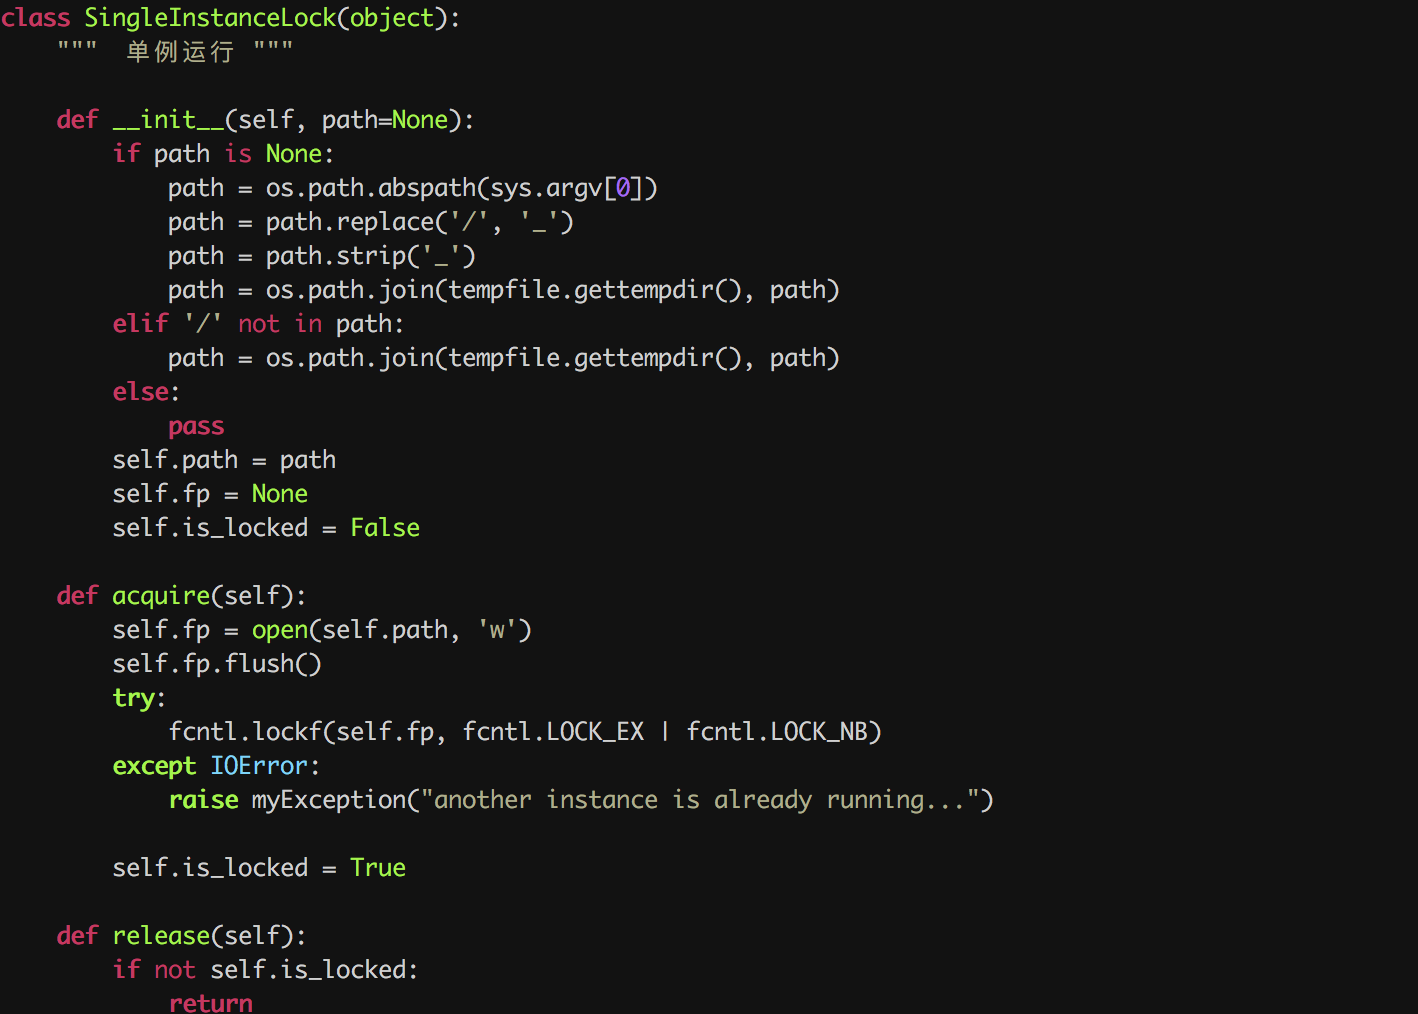 class SingleInstanceLock(object):
    """ 单例运行 """
    def __init__(self, path=None):
        if path is None:
            path = os.path.abspath(sys.argv[0])
            path = path.replace('/', '_')
            path = path.strip('_')
            path = os.path.join(tempfile.gettempdir(), path)
        elif '/' not in path:
            path = os.path.join(tempfile.gettempdir(), path)
        else:
            pass
        self.path = path
        self.fp = None
        self.is_locked = False
    def acquire(self):
        self.fp = open(self.path, 'w')
        self.fp.flush()
        try:
            fcntl.lockf(self.fp, fcntl.LOCK_EX | fcntl.LOCK_NB)
        except IOError:
            raise myException("another instance is already running...")
        self.is_locked = True
    def release(self):
        if not self.is_locked:
            return